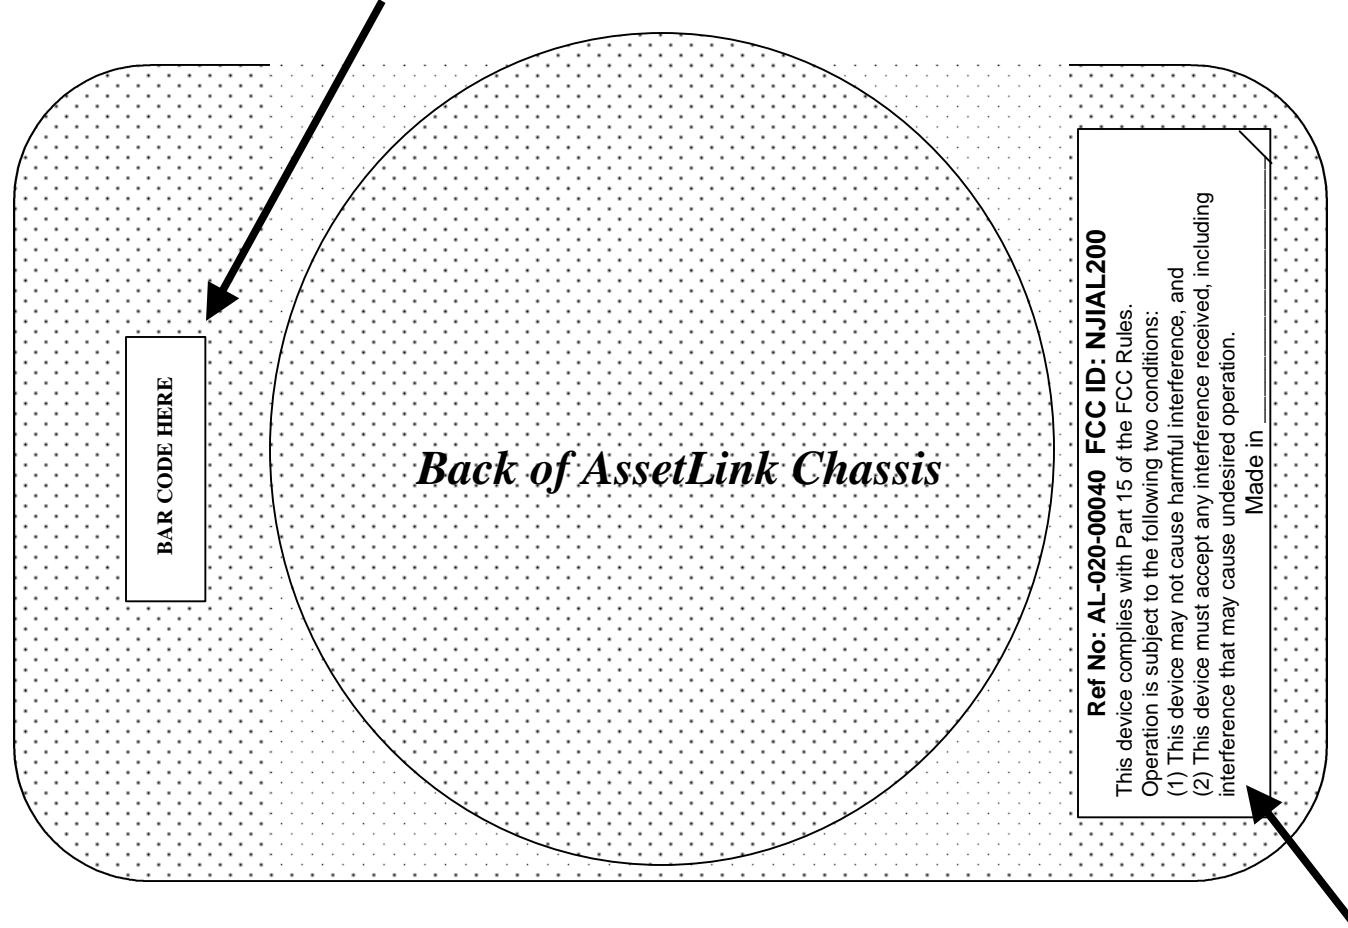 BAR CODE HERE
Back of AssetLink Chassis
Ref No: AL-020-00040  FCC ID: NJIAL200
This device complies with Part 15 of the FCC Rules.
Operation is subject to the following two conditions:
(1) This device may not cause harmful interference, and
(2) This device must accept any interference received, including
interference that may cause undesired operation.
Made in ____________________